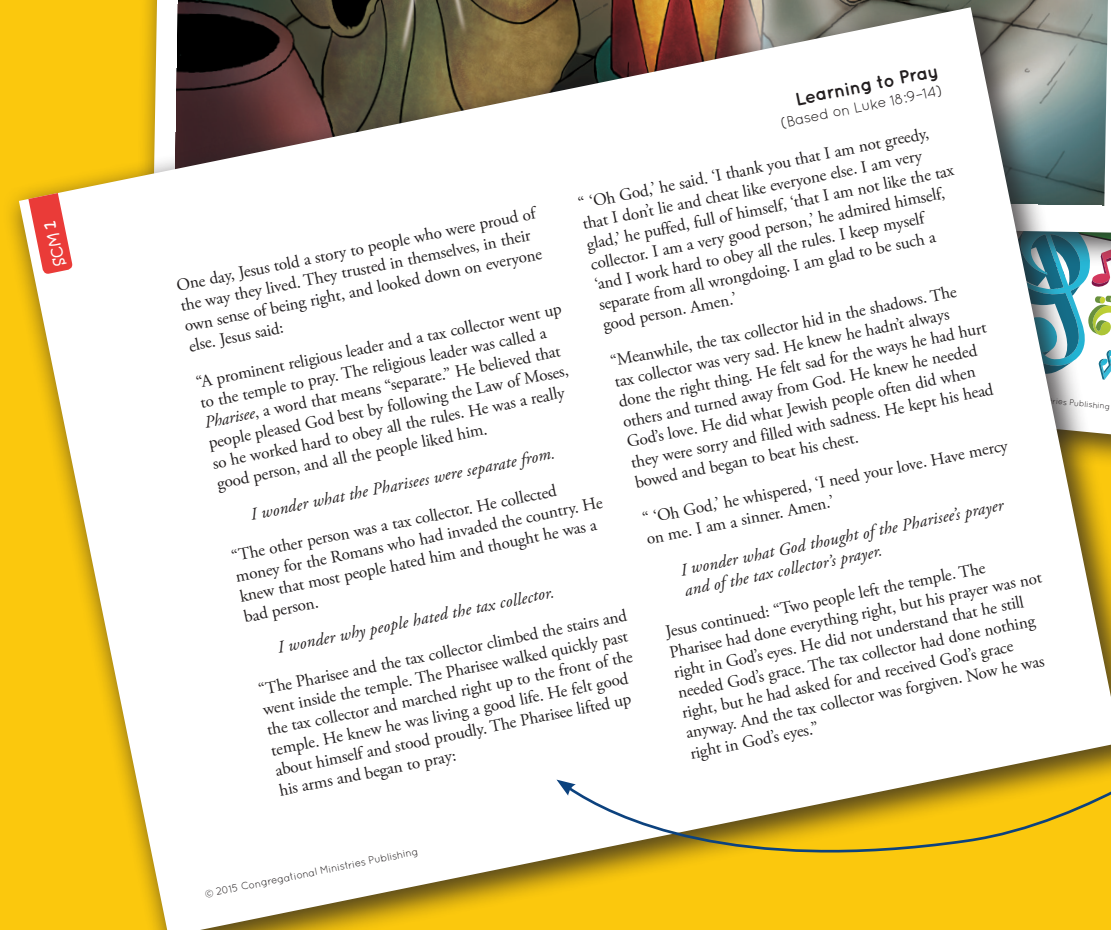 Learning to Pray
(Based on Luke 18:9–14)
SCM 1
One day, Jesus told a story to people who were proud of
the way they lived. They trusted in themselves, in their
own sense of being right, and looked down on everyone
else. Jesus said:
“A prominent religious leader and a tax collector went up
to the temple to pray. The religious leader was called a
Pharisee, a word that means “separate.” He believed that
people pleased God best by following the Law of Moses,
so he worked hard to obey all the rules. He was a really
good person, and all the people liked him.
I wonder what the Pharisees were separate from.
“The other person was a tax collector. He collected
money for the Romans who had invaded the country. He
knew that most people hated him and thought he was a
bad person.
I wonder why people hated the tax collector.
“The Pharisee and the tax collector climbed the stairs and
went inside the temple. The Pharisee walked quickly past
the tax collector and marched right up to the front of the
temple. He knew he was living a good life. He felt good
about himself and stood proudly. The Pharisee lifted up
his arms and began to pray:
“ ‘Oh God,’ he said. ‘I thank you that I am not greedy,
that I don’t lie and cheat like everyone else. I am very
glad,’ he puffed, full of himself, ‘that I am not like the tax
collector. I am a very good person,’ he admired himself,
‘and I work hard to obey all the rules. I keep myself
separate from all wrongdoing. I am glad to be such a
good person. Amen.’
“Meanwhile, the tax collector hid in the shadows. The
tax collector was very sad. He knew he hadn’t always
done the right thing. He felt sad for the ways he had hurt
others and turned away from God. He knew he needed
God’s love. He did what Jewish people often did when
they were sorry and filled with sadness. He kept his head
bowed and began to beat his chest.
“ ‘Oh God,’ he whispered, ‘I need your love. Have mercy
on me. I am a sinner. Amen.’
I wonder what God thought of the Pharisee’s prayer
and of the tax collector’s prayer.
Jesus continued: “Two people left the temple. The
Pharisee had done everything right, but his prayer was not
right in God’s eyes. He did not understand that he still
needed God’s grace. The tax collector had done nothing
right, but he had asked for and received God’s grace
anyway. And the tax collector was forgiven. Now he was
right in God’s eyes.”
© 2015 Congregational Ministries Publishing
Publishing